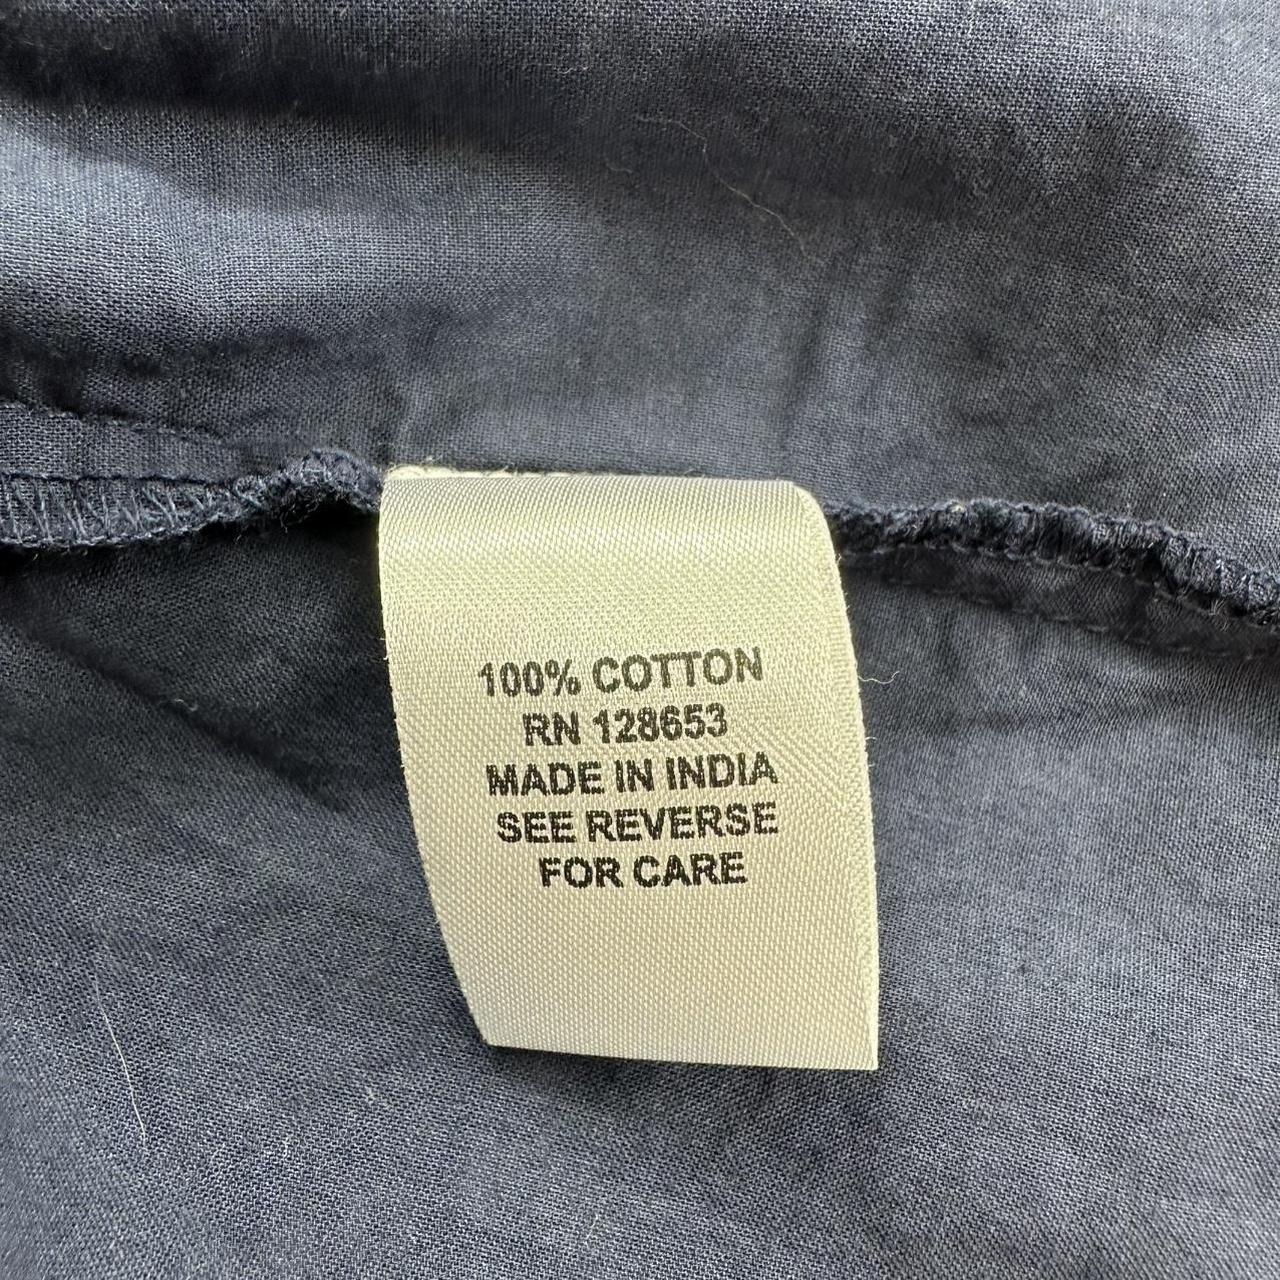 100% COTTON
RN 128653
MADE IN INDIA
SEE REVERSE
FOR CARE